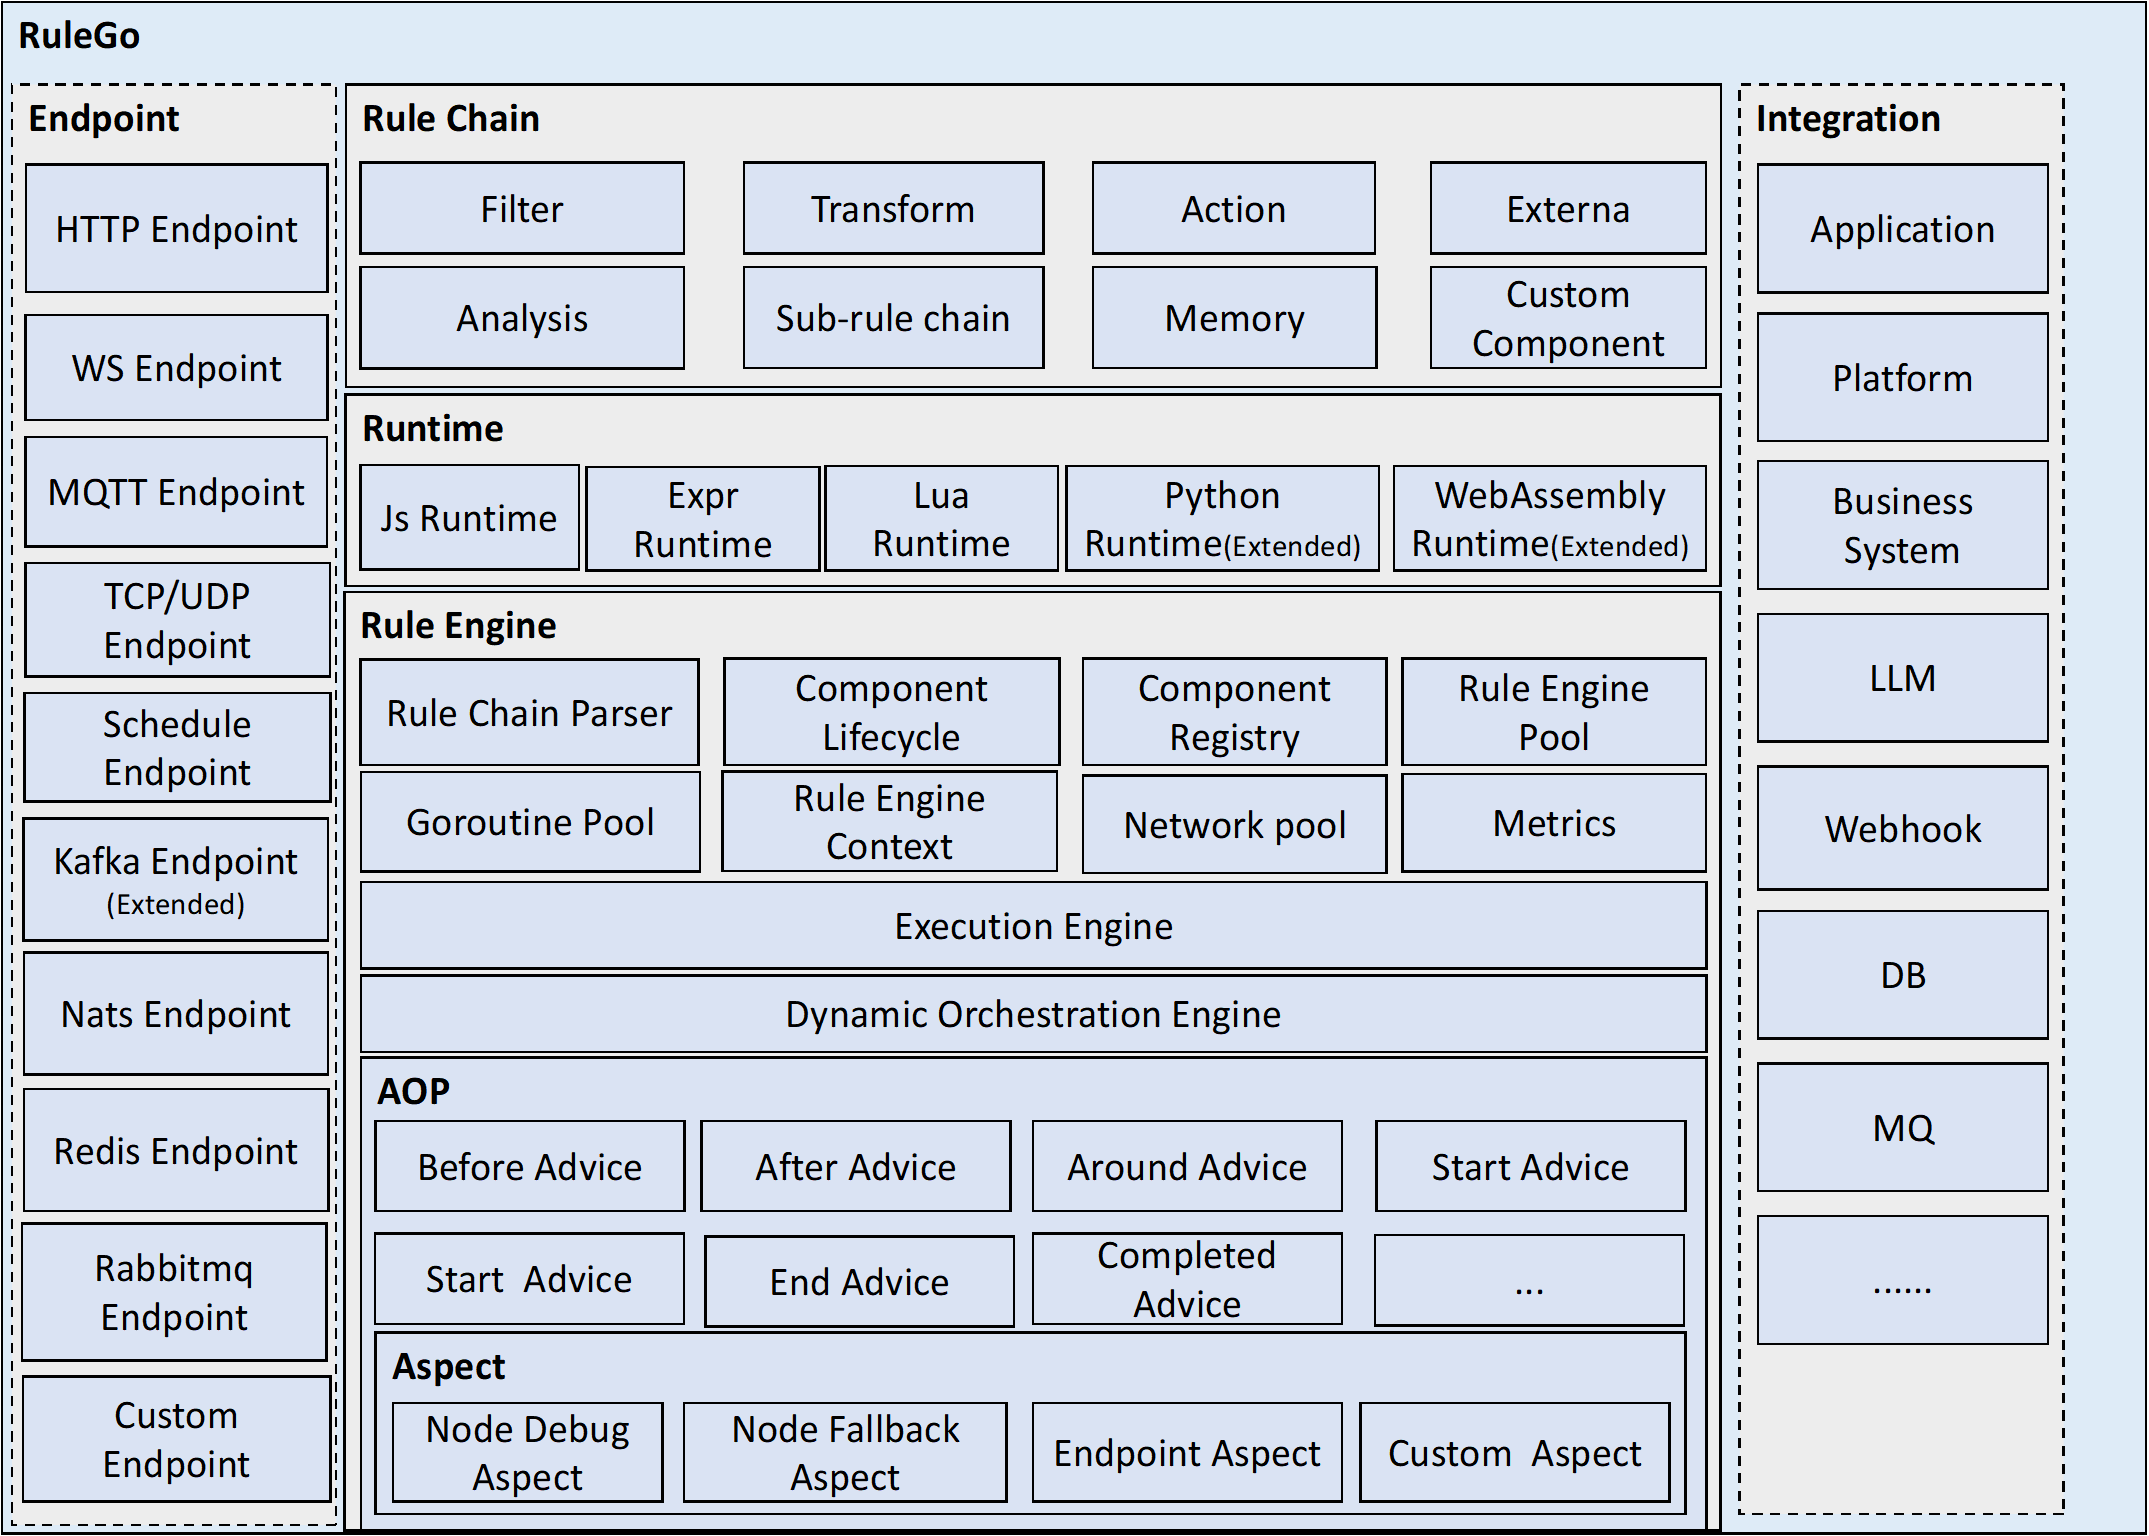 RuleGo
Endpoint
HTTP Endpoint
WS Endpoint
MQTT Endpoint
TCP/UDP
Endpoint
Schedule
Endpoint
Kafka Endpoint
(Extended)
Nats Endpoint
Redis Endpoint
Rabbitmq
Endpoint
Custom
Endpoint
Rule Chain
Filter
Transform
Action
Externa
Analysis
Sub-rule chain
Memory
Custom
Component
Runtime
Js Runtime
Expr
Runtime
Lua
Runtime
Python
Runtime(Extended)
WebAssembly
Runtime(Extended)
Rule Engine
Rule Chain Parser
Component
Lifecycle
Component
Registry
Rule Engine
Pool
Goroutine Pool
Rule Engine
Context
Network pool
Metrics
Execution Engine
Dynamic Orchestration Engine
AOP
Before Advice
After Advice
Around Advice
Start Advice
Start  Advice
End Advice
Completed
Advice
...
Aspect
Node Debug
Aspect
Node Fallback
Aspect
Endpoint Aspect
Custom  Aspect
Integration
Application
Platform
Business
System
LLM
Webhook
DB
MQ
......